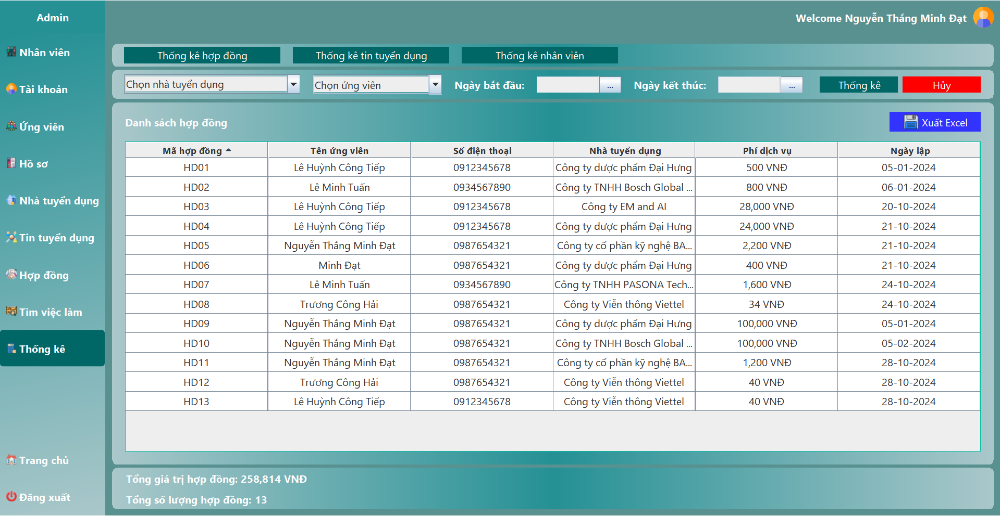 Admin
Nhân viên
Tài khoản
Ứng viên
Hồ sơ
Nhà tuyển dụng
Tin tuyển dụng
Hợp đồng
Tìm việc làm
Thống kê
Trang chủ
Đăng xuất
Welcome Nguyễn Thắng Minh Đạt
Thống kê hợp đồng Thống kê tin tuyển dụng Thống kê nhân viên
Chọn nhà tuyển dụng Chọn ứng viên Ngày bắt đầu: ... Ngày kết thúc: ... Thống kê Hủy
Danh sách hợp đồng Xuất Excel
Mã hợp đồng Tên ứng viên Số điện thoại Nhà tuyển dụng Phí dịch vụ Ngày lập
HD01 Lê Huỳnh Công Tiếp 0912345678 Công ty dược phẩm Đại Hưng 500 VNĐ 05-01-2024
HD02 Lê Minh Tuấn 0934567890 Công ty TNHH Bosch Global ... 800 VNĐ 06-01-2024
HD03 Lê Huỳnh Công Tiếp 0912345678 Công ty EM and AI 28,000 VNĐ 20-10-2024
HD04 Lê Huỳnh Công Tiếp 0912345678 Công ty dược phẩm Đại Hưng 24,000 VNĐ 21-10-2024
HD05 Nguyễn Thắng Minh Đạt 0987654321 Công ty cổ phần kỹ nghệ BA... 2,200 VNĐ 21-10-2024
HD06 Minh Đạt 0987654321 Công ty dược phẩm Đại Hưng 400 VNĐ 21-10-2024
HD07 Lê Minh Tuấn 0934567890 Công ty TNHH PASONA Tech... 1,600 VNĐ 24-10-2024
HD08 Trương Công Hải 0987654321 Công ty Viễn thông Viettel 34 VNĐ 24-10-2024
HD09 Nguyễn Thắng Minh Đạt 0987654321 Công ty dược phẩm Đại Hưng 100,000 VNĐ 05-01-2024
HD10 Nguyễn Thắng Minh Đạt 0987654321 Công ty TNHH Bosch Global ... 100,000 VNĐ 05-02-2024
HD11 Nguyễn Thắng Minh Đạt 0987654321 Công ty cổ phần kỹ nghệ BA... 1,200 VNĐ 28-10-2024
HD12 Trương Công Hải 0987654321 Công ty Viễn thông Viettel 40 VNĐ 28-10-2024
HD13 Lê Huỳnh Công Tiếp 0912345678 Công ty Viễn thông Viettel 40 VNĐ 28-10-2024
Tổng giá trị hợp đồng: 258,814 VNĐ
Tổng số lượng hợp đồng: 13